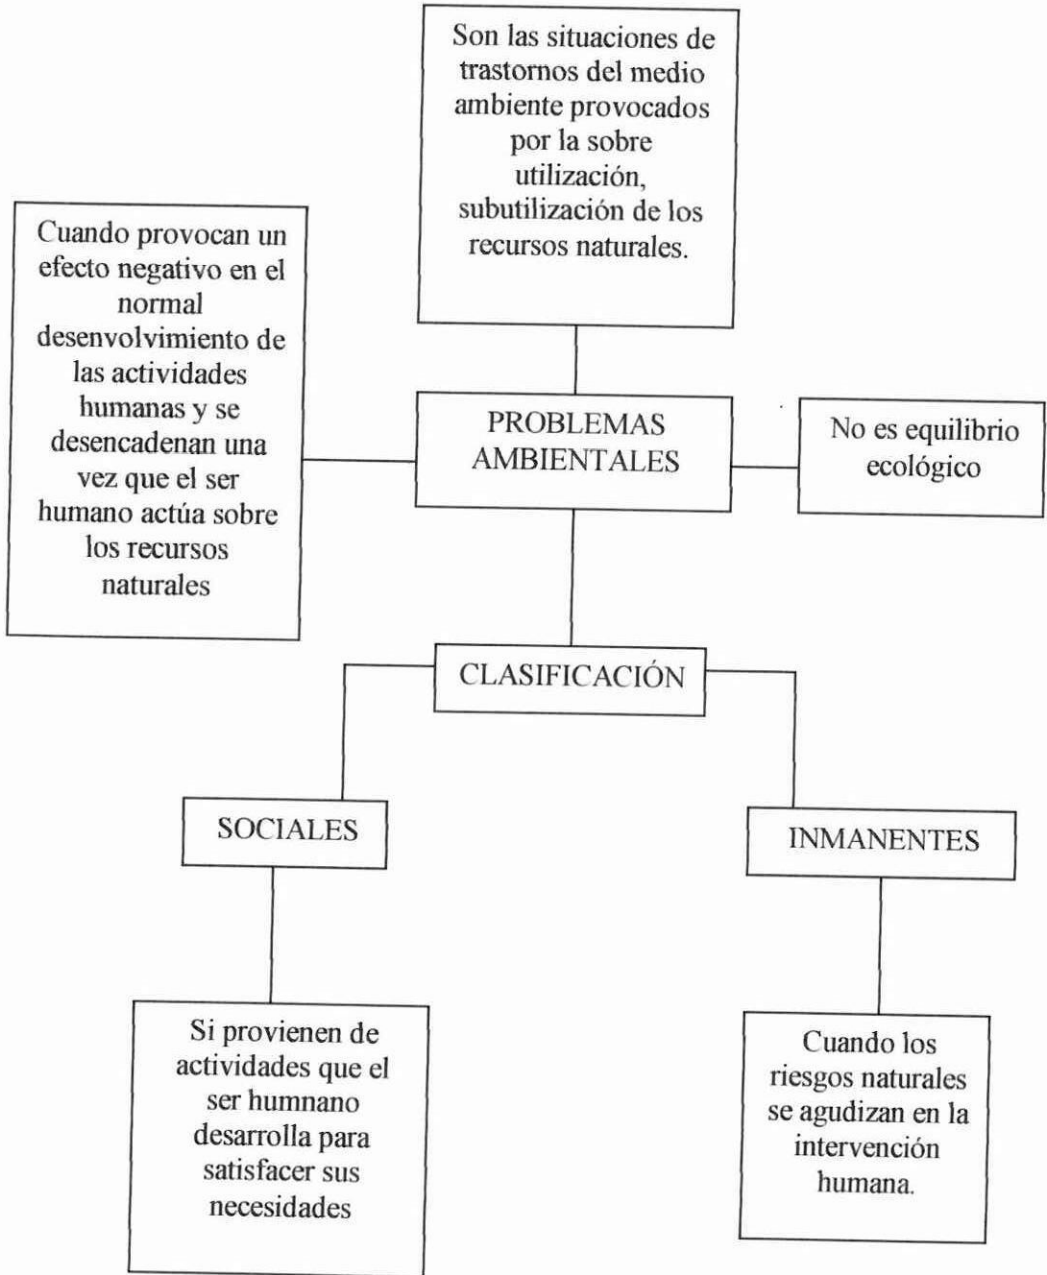 Son las situaciones de
trastornos del medio
ambiente provocados
por la sobre
utilización,
subutilización de los
recursos naturales.
Cuando provocan un
efecto negativo en el
normal
desenvolvimiento de
las actividades
humanas y se
desencadenan una
vez que el ser
humano actúa sobre
los recursos
naturales
PROBLEMAS
AMBIENTALES
No es equilibrio
ecológico
CLASIFICACIÓN
SOCIALES
INMANENTES
Si provienen de
actividades que el
ser humnano
desarrolla para
satisfacer sus
necesidades
Cuando los
riesgos naturales
se agudizan en la
intervención
humana.